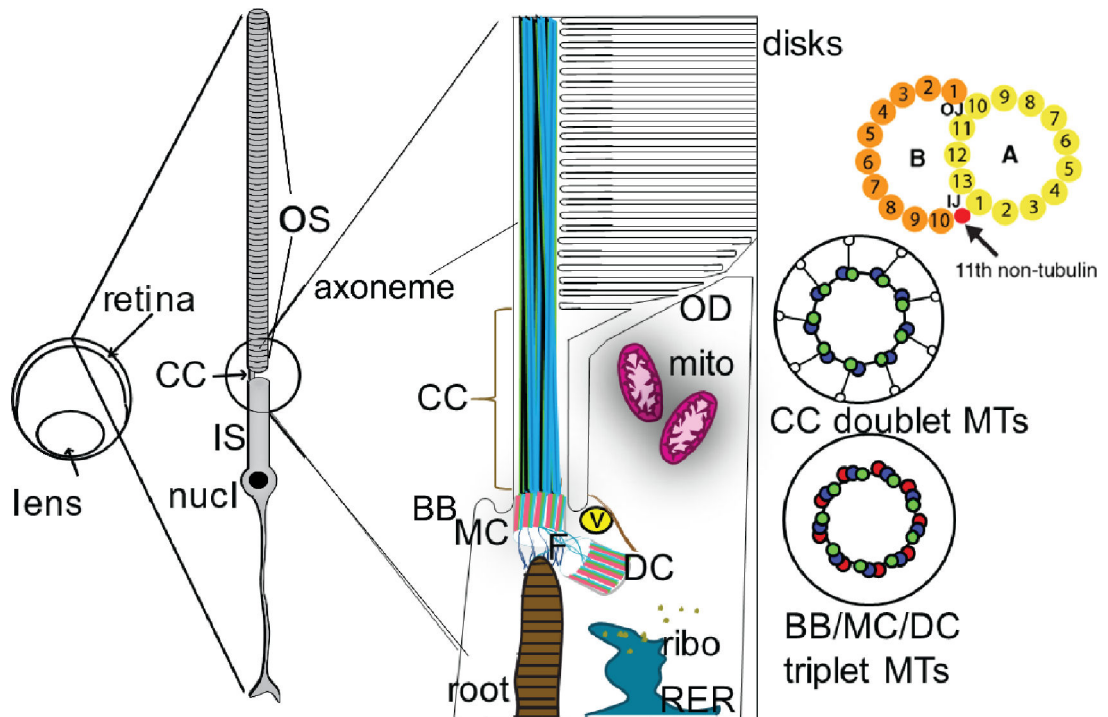 retina
lens
OS
CC
IS
nucl
axoneme
CC
BB
MC
F
V
DC
root
ribo
RER
mito
OD
disks
1
2
3
4
5
6
7
8
9
10
B
OJ
IJ
10
9
8
7
6
5
4
3
2
1
13
12
11
A
11th non-tubulin
CC doublet MTs
BB/MC/DC
triplet MTs